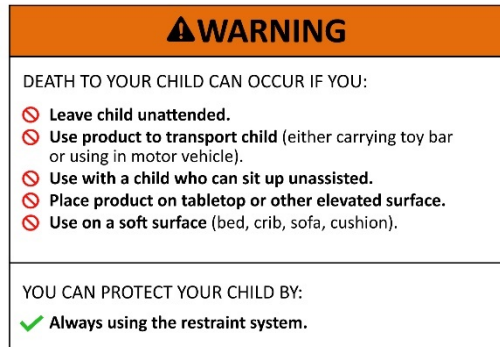 WARNING
DEATH TO YOUR CHILD CAN OCCUR IF YOU:
Leave child unattended.
Use product to transport child (either carrying toy bar
or using in motor vehicle).
Use with a child who can sit up unassisted.
Place product on tabletop or other elevated surface.
Use on a soft surface (bed, crib, sofa, cushion).
YOU CAN PROTECT YOUR CHILD BY:
Always using the restraint system.